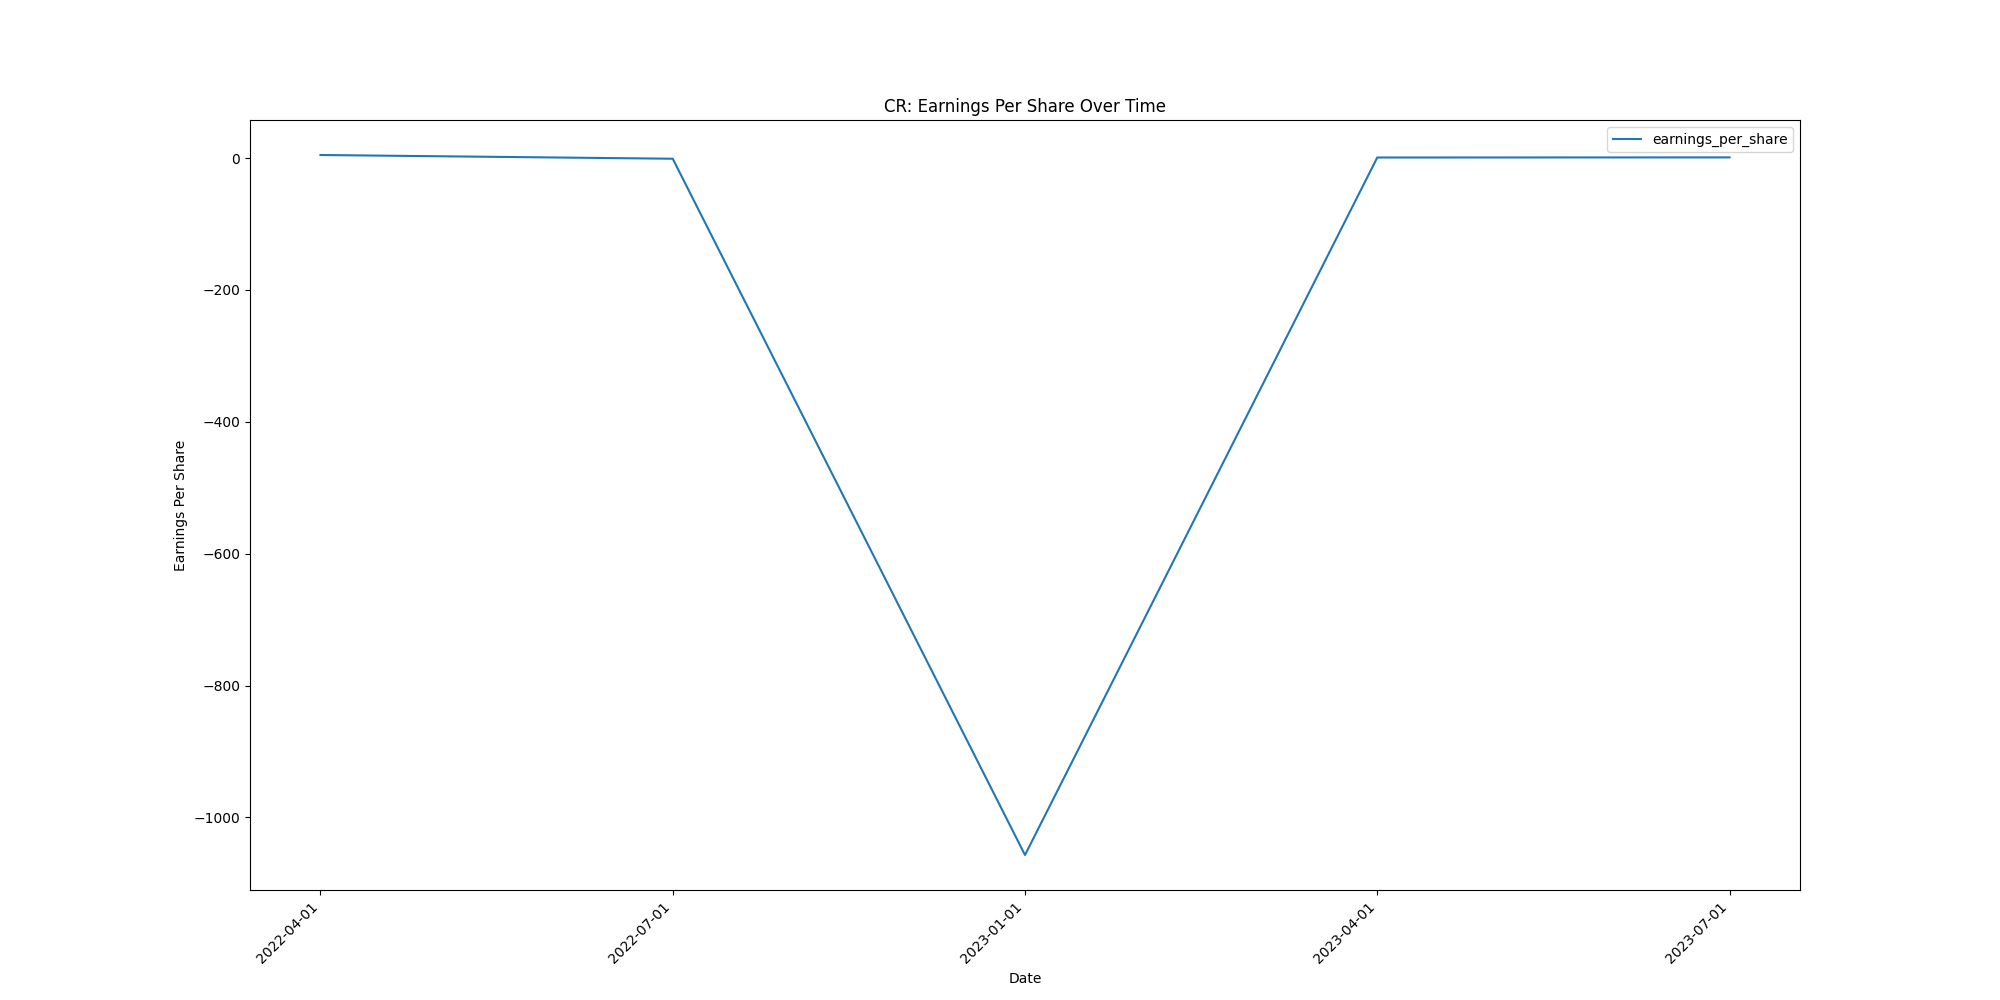 CR: Earnings Per Share Over Time
earnings_per_share
0
−200
−400
−600
−800
−1000
Earnings Per Share
2022-04-01
2022-07-01
2023-01-01
2023-04-01
2023-07-01
Date